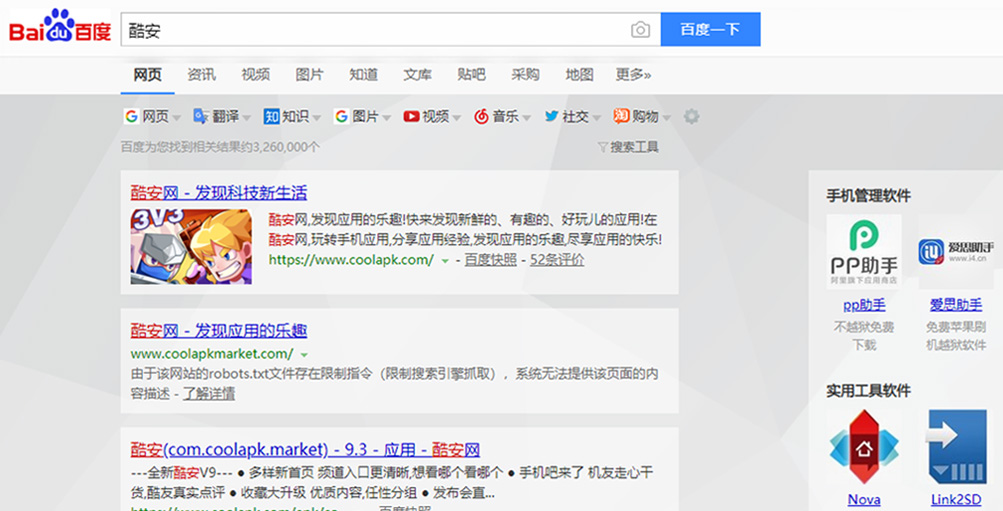 Baidu百度
酷安
百度一下
网页 资讯 视频 图片 知道 文库 贴吧 采购 地图 更多»
网页 翻译 知识 图片 视频 音乐 社交 购物
百度为您找到相关结果约3,260,000个
搜索工具
酷安网 - 发现科技新生活
3V3
酷安网,发现应用的乐趣!快来发现新鲜的、有趣的、好玩儿的应用!在
酷安网,玩转手机应用,分享应用经验,发现应用的乐趣,尽享应用的快乐!
https://www.coolapk.com/ - 百度快照 - 52条评价
酷安网 - 发现应用的乐趣
www.coolapkmarket.com/
由于该网站的robots.txt文件存在限制指令（限制搜索引擎抓取），系统无法提供该页面的内
容描述 - 了解详情
酷安(com.coolapk.market) - 9.3 - 应用 - 酷安网
---全新酷安V9--- ● 多样新首页 频道入口更清晰,想看哪个看哪个 ● 手机吧来了 机友走心干
货,酷友真实点评 ● 收藏大升级 优质内容,任性分组 ● 发布会直...
手机管理软件
PP助手
阿里旗下应用商店
爱思助手
www.i4.cn
pp助手 爱思助手
不越狱免费 免费苹果刷
下载 机越狱软件
实用工具软件
Nova Link2SD